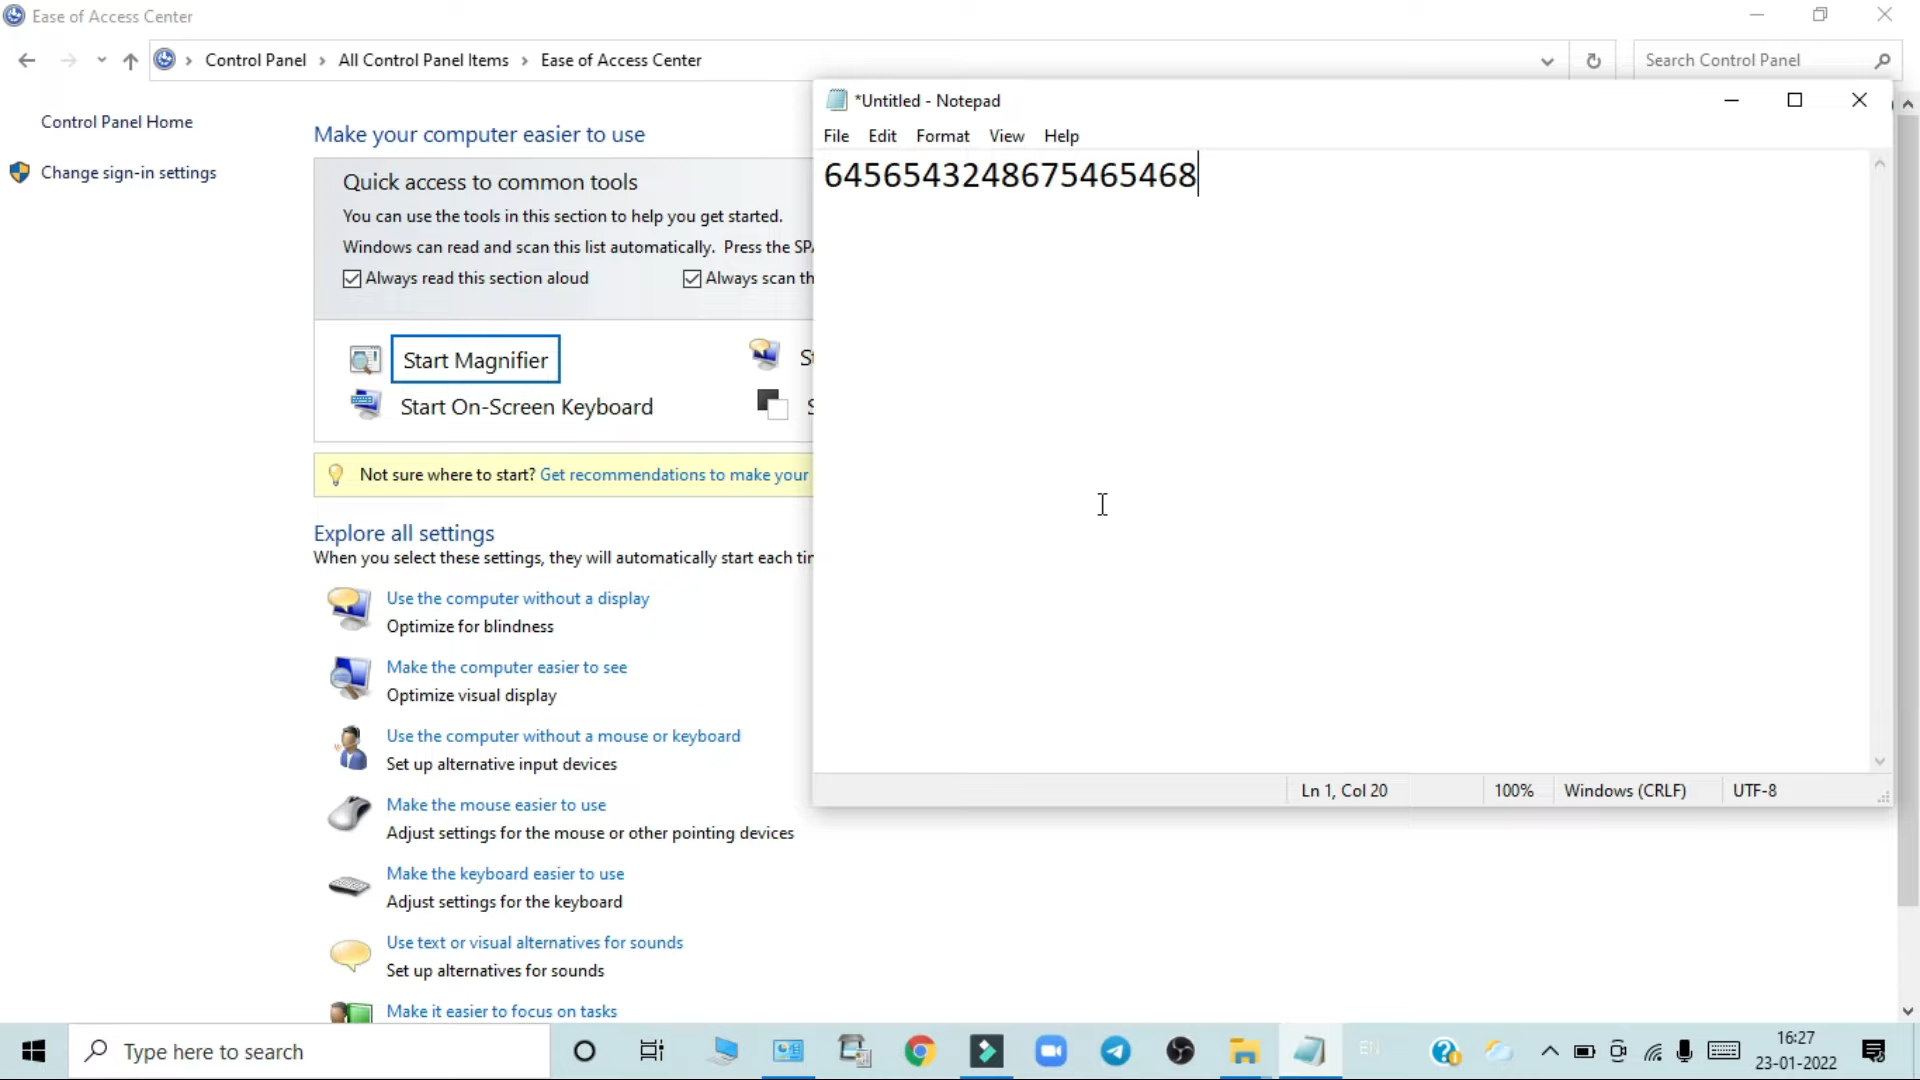 Ease of Access Center
Control Panel › All Control Panel Items › Ease of Access Center
Search Control Panel
Control Panel Home
Change sign-in settings
Make your computer easier to use
Quick access to common tools
You can use the tools in this section to help you get started.
Windows can read and scan this list automatically. Press the
Always read this section aloud
Always scan
Start Magnifier
Start On-Screen Keyboard
Not sure where to start? Get recommendations to make your
Explore all settings
When you select these settings, they will automatically start each
Use the computer without a display
Optimize for blindness
Make the computer easier to see
Optimize visual display
Use the computer without a mouse or keyboard
Set up alternative input devices
Make the mouse easier to use
Adjust settings for the mouse or other pointing devices
Make the keyboard easier to use
Adjust settings for the keyboard
Use text or visual alternatives for sounds
Set up alternatives for sounds
Make it easier to focus on tasks
*Untitled - Notepad
File Edit Format View Help
6456543248675465468
Ln 1, Col 20
100%
Windows (CRLF)
UTF-8
Type here to search
EN
16:27
23-01-2022